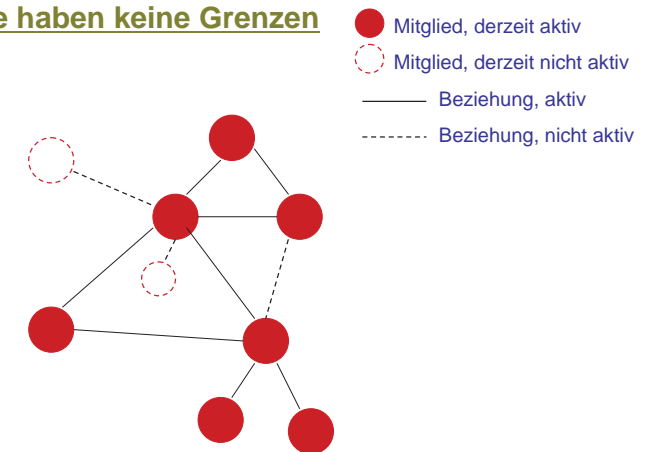 e haben keine Grenzen
Mitglied, derzeit aktiv
Mitglied, derzeit nicht aktiv
Beziehung, aktiv
Beziehung, nicht aktiv